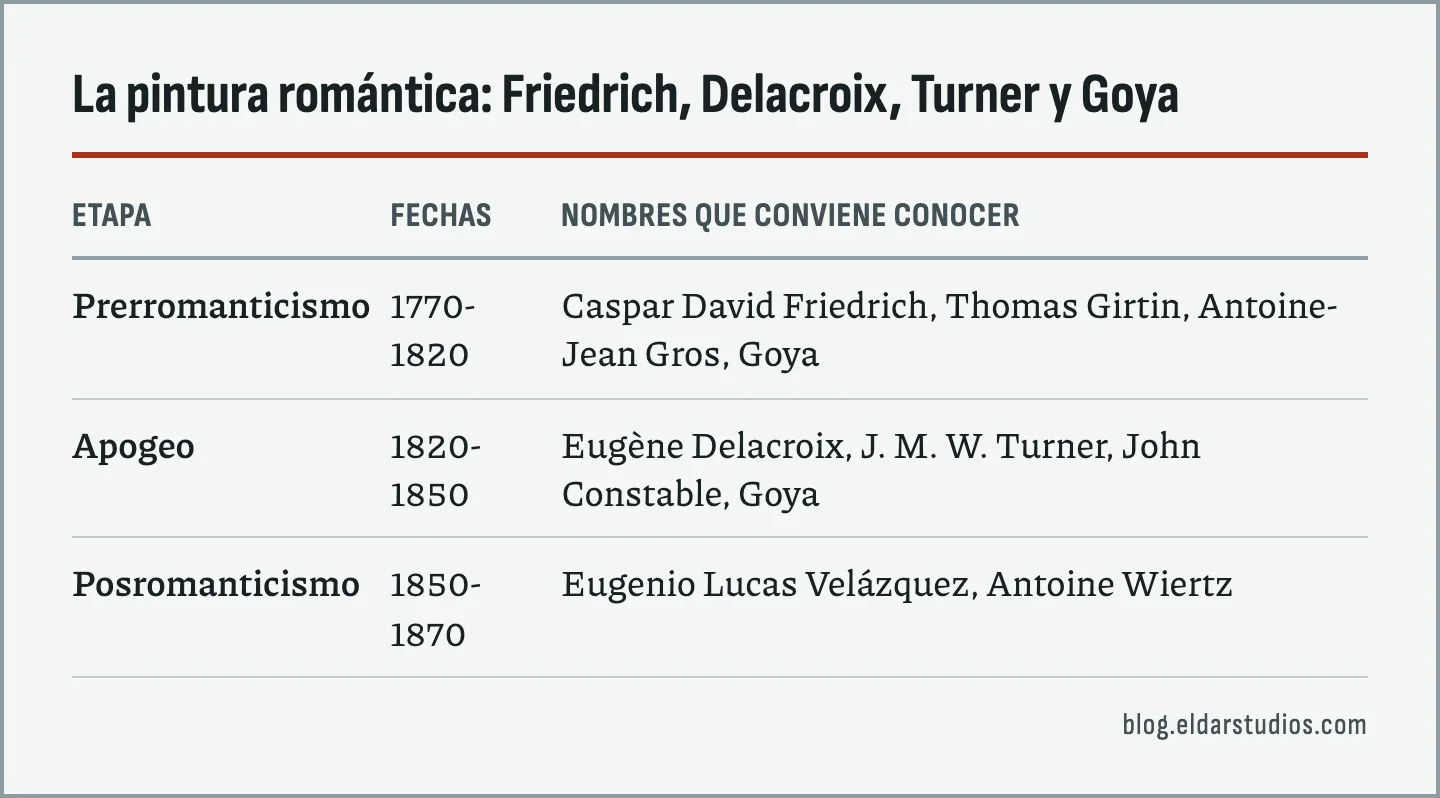 La pintura romántica: Friedrich, Delacroix, Turner y Goya
ETAPA FECHAS NOMBRES QUE CONVIENE CONOCER
Prerromanticismo 1770- Caspar David Friedrich, Thomas Girtin, Antoine-
1820 Jean Gros, Goya
Apogeo 1820- Eugène Delacroix, J. M. W. Turner, John
1850 Constable, Goya
Posromanticismo 1850- Eugenio Lucas Velázquez, Antoine Wiertz
1870
blog.eldarstudios.com